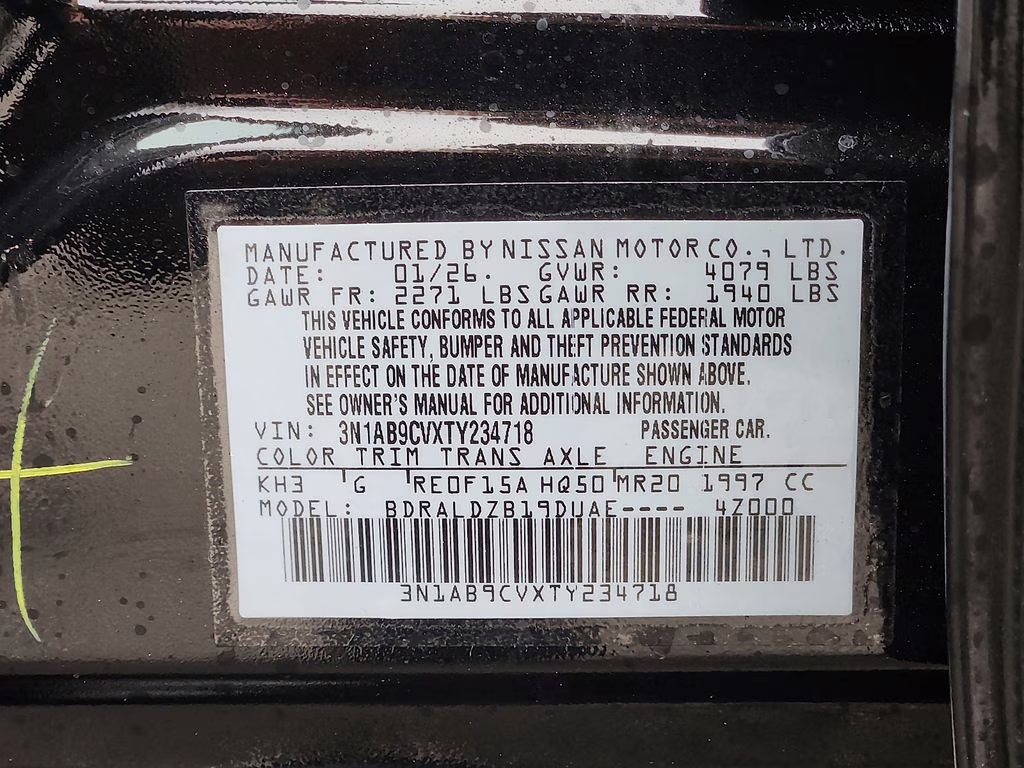 MANUFACTURED BY NISSAN MOTOR CO., LTD.
DATE: 01/26. GVWR: 4079 LBS
GAWR FR: 2271 LBS GAWR RR: 1940 LBS
THIS VEHICLE CONFORMS TO ALL APPLICABLE FEDERAL MOTOR
VEHICLE SAFETY, BUMPER AND THEFT PREVENTION STANDARDS
IN EFFECT ON THE DATE OF MANUFACTURE SHOWN ABOVE.
SEE OWNER'S MANUAL FOR ADDITIONAL INFORMATION.
VIN: 3N1AB9CVXTY234718 PASSENGER CAR.
COLOR TRIM TRANS AXLE ENGINE
KH3 G RE0F15A HQ50 MR20 1997 CC
MODEL: BDRALDZB19DUAE---- 4Z000
3N1AB9CVXTY234718